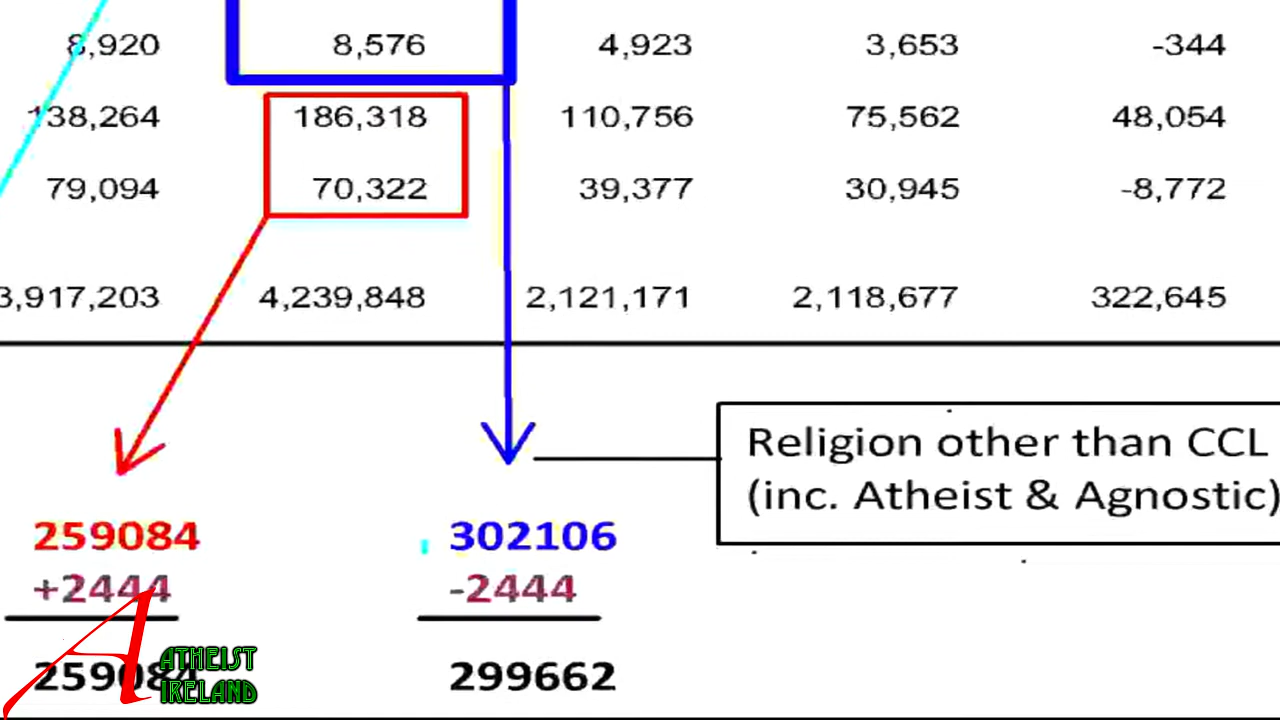 8,920 8,576 4,923 3,653 -344
138,264 186,318 110,756 75,562 48,054
79,094 70,322 39,377 30,945 -8,772
3,917,203 4,239,848 2,121,171 2,118,677 322,645
Religion other than CCL
(inc. Atheist & Agnostic)
259084 302106
+2444 -2444
259084 299662
A ATHEIST
IRELAND